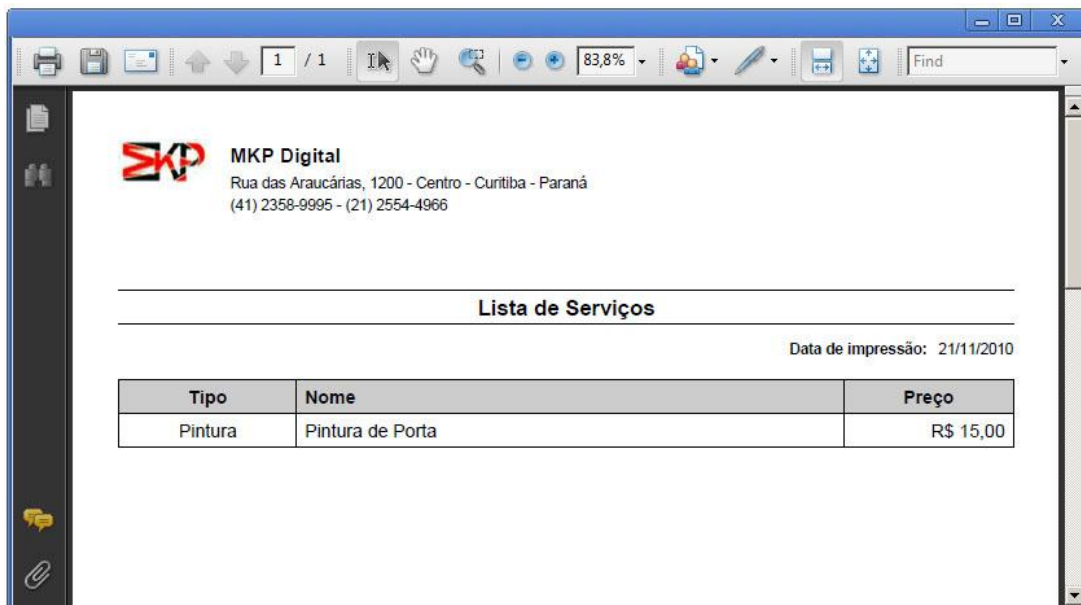 1 / 1 83,8% Find
MKP MKP Digital
Rua das Araucárias, 1200 - Centro - Curitiba - Paraná
(41) 2358-9995 - (21) 2554-4966
Lista de Serviços
Data de impressão: 21/11/2010
Tipo Nome Preço
Pintura Pintura de Porta R$ 15,00